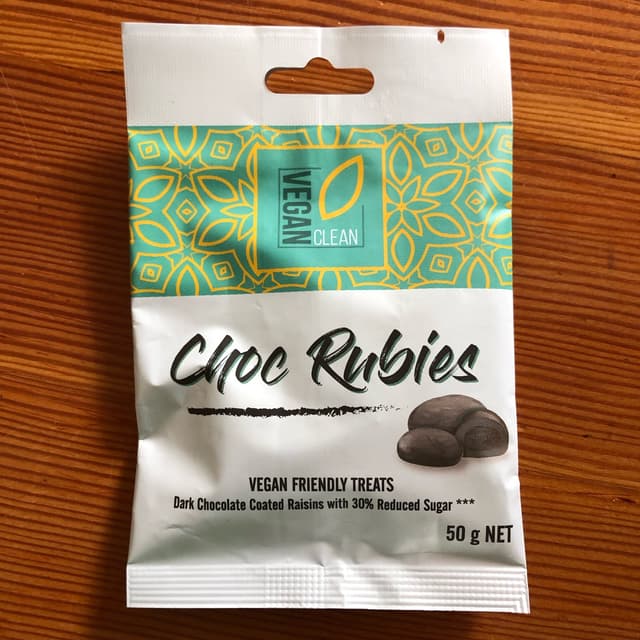 VEGAN
CLEAN
Choc Rubies
VEGAN FRIENDLY TREATS
Dark Chocolate Coated Raisins with 30% Reduced Sugar ***
50 g NET